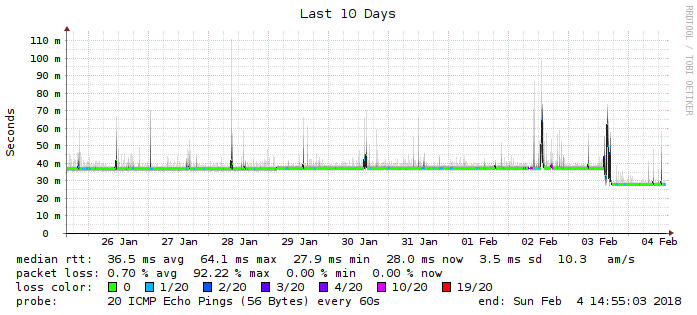 Last 10 Days
RRDTOOL / TOBI OETIKER
Seconds
110 m
100 m
90 m
80 m
70 m
60 m
50 m
40 m
30 m
20 m
10 m
0
26 Jan 27 Jan 28 Jan 29 Jan 30 Jan 31 Jan 01 Feb 02 Feb 03 Feb 04 Feb
median rtt: 36.5 ms avg 64.1 ms max 27.9 ms min 28.0 ms now 3.5 ms sd 10.3 am/s
packet loss: 0.70 % avg 92.22 % max 0.00 % min 0.00 % now
loss color: 0 1/20 2/20 3/20 4/20 10/20 19/20
probe: 20 ICMP Echo Pings (56 Bytes) every 60s end: Sun Feb 4 14:55:03 2018